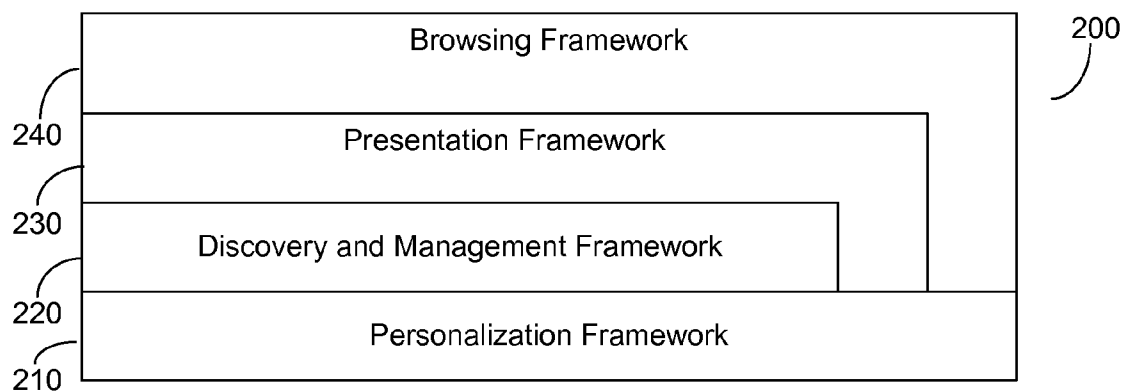 Browsing Framework
200
240
Presentation Framework
230
Discovery and Management Framework
220
Personalization Framework
210